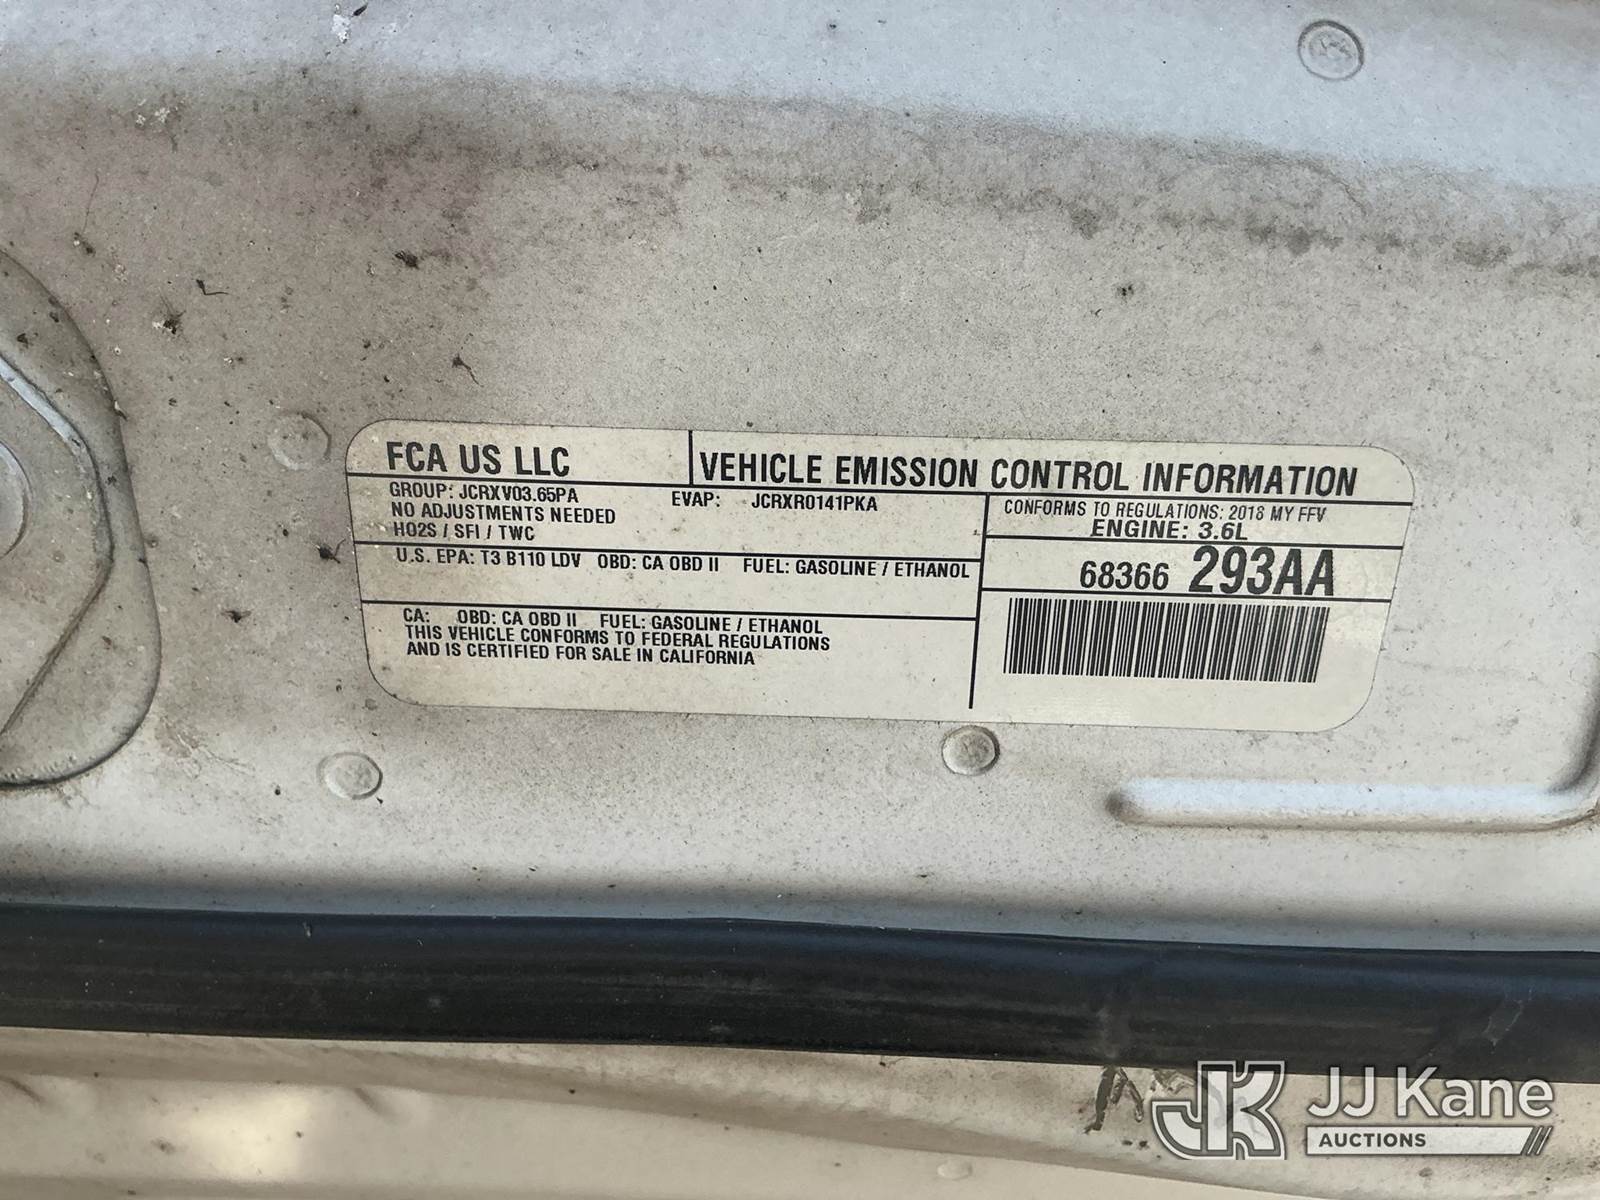 FCA US LLC
VEHICLE EMISSION CONTROL INFORMATION
GROUP: JCRXV03.65PA EVAP: JCRXR0141PKA
NO ADJUSTMENTS NEEDED
HO2S / SFI / TWC
CONFORMS TO REGULATIONS: 2018 MY FFV
ENGINE: 3.6L
U.S. EPA: T3 B110 LDV OBD: CA OBD II FUEL: GASOLINE / ETHANOL
68366 293AA
CA: OBD: CA OBD II FUEL: GASOLINE / ETHANOL
THIS VEHICLE CONFORMS TO FEDERAL REGULATIONS
AND IS CERTIFIED FOR SALE IN CALIFORNIA
JK JJ Kane
AUCTIONS